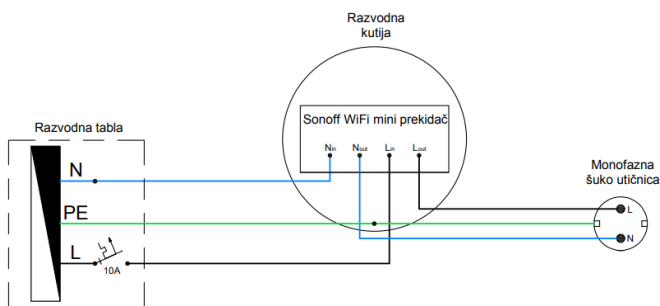 Razvodna
kutija
Razvodna tabla
Sonoff WiFi mini prekidač
Nin Nout Lin Lout
Monofazna
šuko utičnica
N
PE
L
10A
L
N